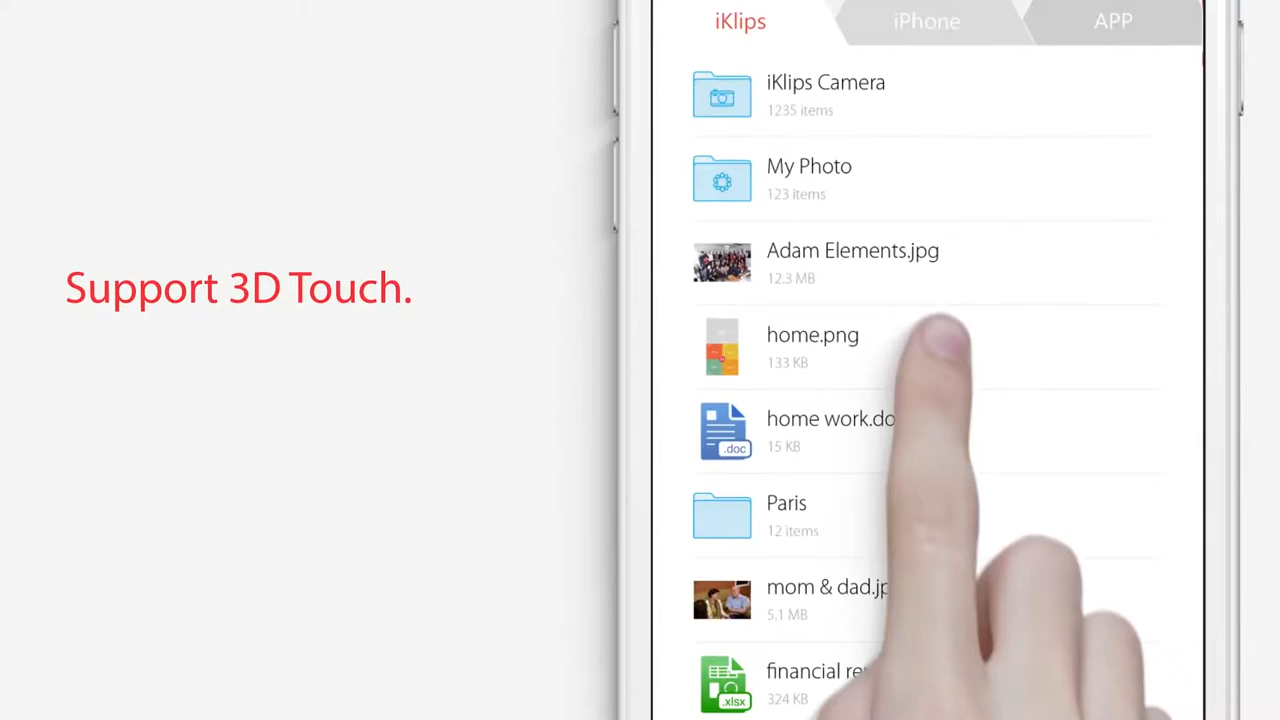 iKlips
iPhone
APP
iKlips Camera
1235 items
My Photo
123 items
Adam Elements.jpg
12.3 MB
Support 3D Touch.
home.png
133 KB
home work.do
.doc
15 KB
Paris
12 items
mom & dad.jp
5.1 MB
financial re
.xlsx
324 KB